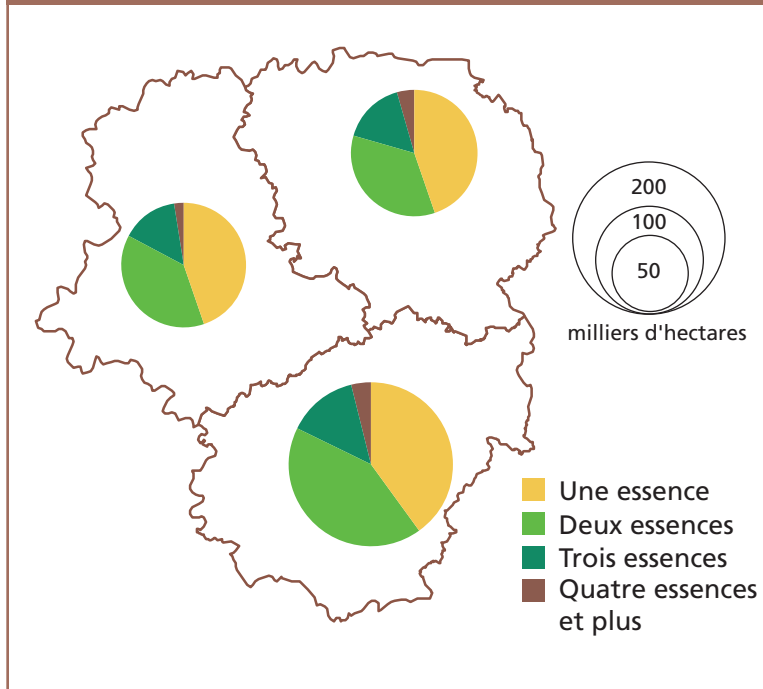 200
100
50
milliers d'hectares
Une essence
Deux essences
Trois essences
Quatre essences
et plus